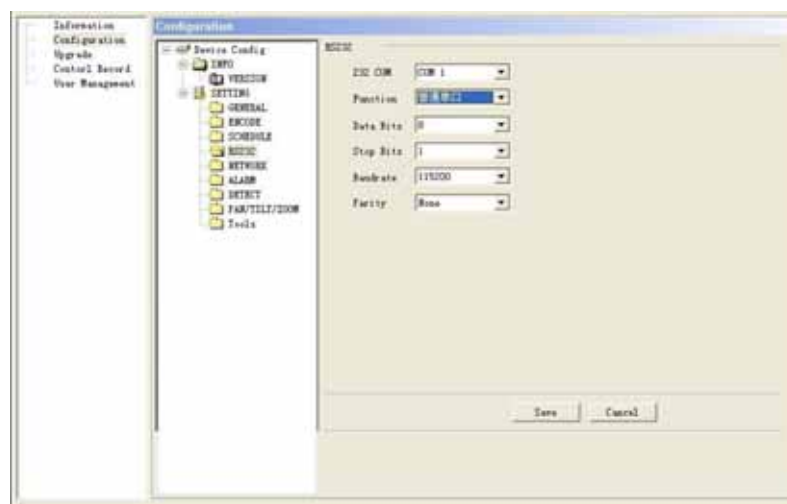 Information
Configuration
Upgrade
Contorl Record
User Management
Configuration
Device Config
INFO
VERSION
SETTING
GENERAL
ENCODE
SCHEDULE
RS232
NETWORK
ALARM
DETECT
PAN/TILT/ZOOM
Tools
RS232
232 COM
COM 1
Function
Data Bits
8
Stop Bits
1
Baudrate
115200
Parity
None
Save
Cancel